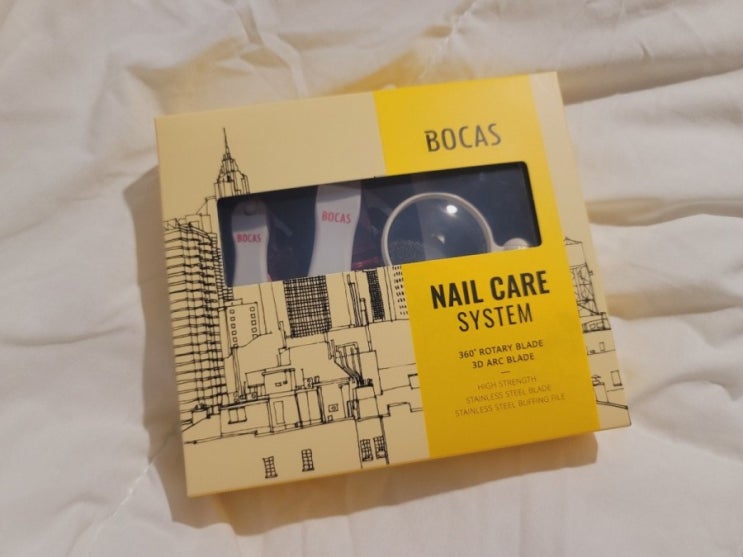 BOCAS
BOCAS
BOCAS
NAIL CARE
SYSTEM
360° ROTARY BLADE
3D ARC BLADE
HIGH STRENGTH
STAINLESS STEEL BLADE
STAINLESS STEEL BUFFING FILE